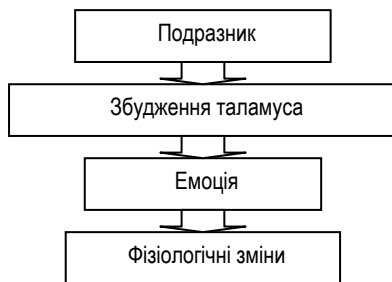 Подразник
Збудження таламуса
Емоція
Фізіологічні зміни